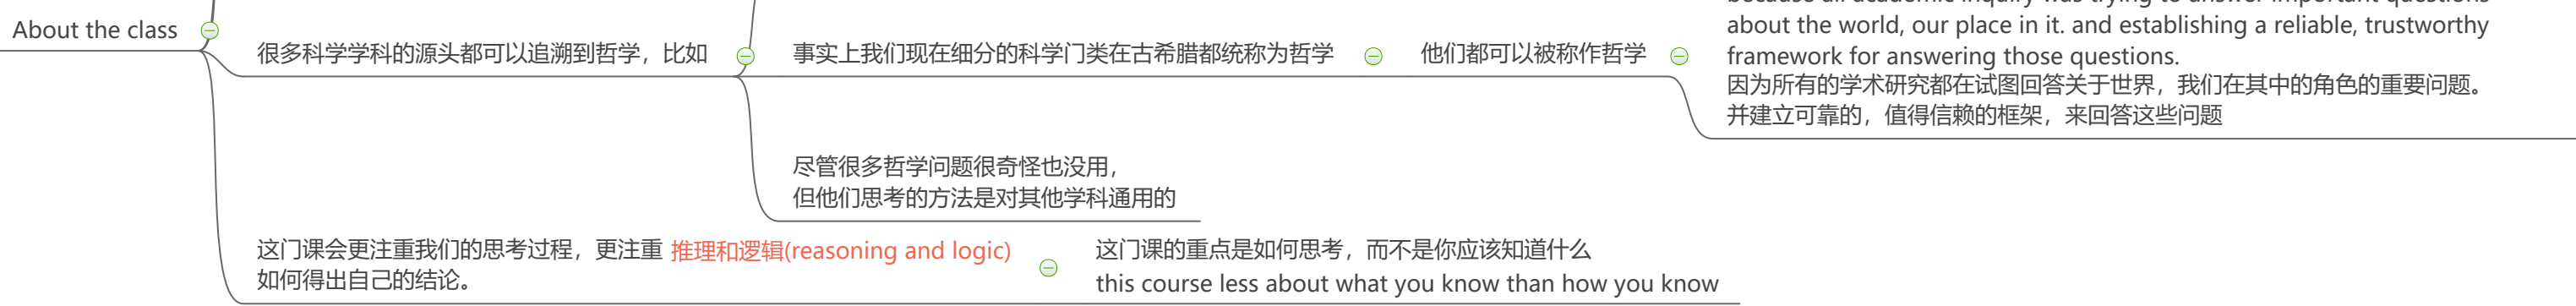 About the class
很多科学学科的源头都可以追溯到哲学，比如
事实上我们现在细分的科学门类在古希腊都统称为哲学
他们都可以被称作哲学
because all academic inquiry was trying to answer important questions
about the world, our place in it. and establishing a reliable, trustworthy
framework for answering those questions.
因为所有的学术研究都在试图回答关于世界，我们在其中的角色的重要问题。
并建立可靠的，值得信赖的框架，来回答这些问题
尽管很多哲学问题很奇怪也没用，
但他们思考的方法是对其他学科通用的
这门课会更注重我们的思考过程，更注重 推理和逻辑(reasoning and logic)
如何得出自己的结论。
这门课的重点是如何思考，而不是你应该知道什么
this course less about what you know than how you know